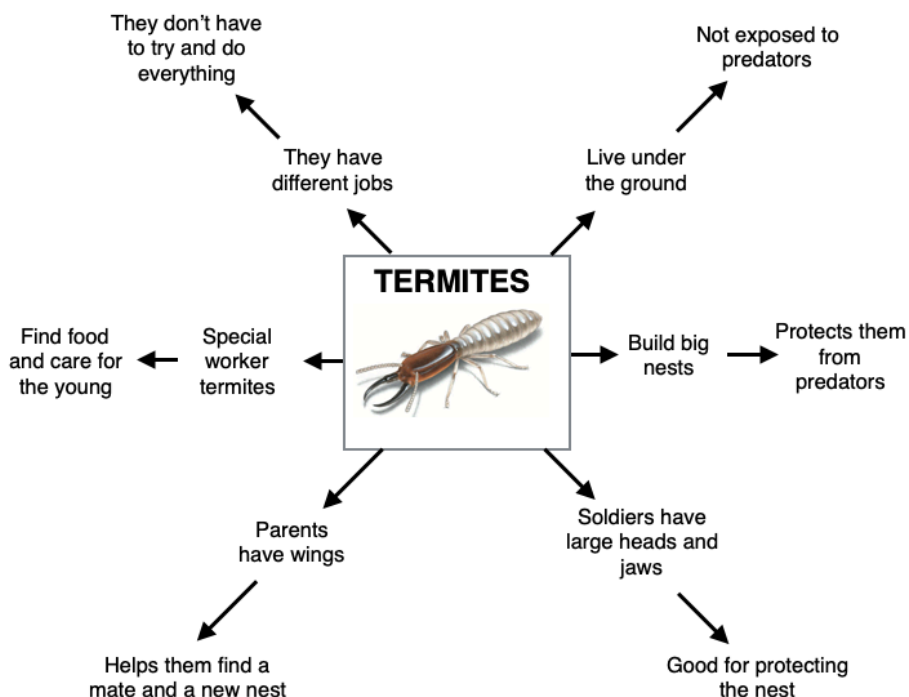 They don’t have
to try and do
everything
Not exposed to
predators
They have
different jobs
Live under
the ground
TERMITES
Find food
and care for
the young
Special
worker
termites
Build big
nests
Protects them
from
predators
Parents
have wings
Soldiers have
large heads and
jaws
Helps them find a
mate and a new nest
Good for protecting
the nest